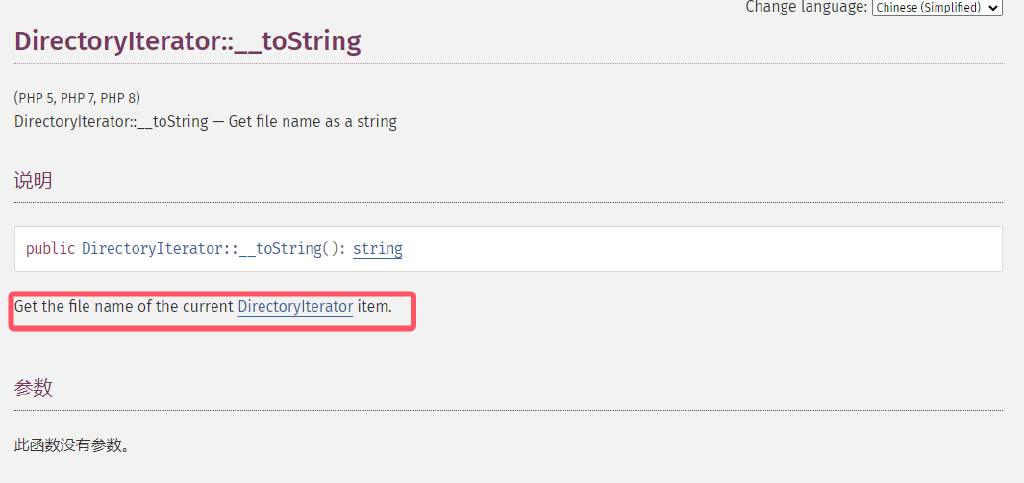 Change language: Chinese (Simplified)
DirectoryIterator::__toString
(PHP 5, PHP 7, PHP 8)
DirectoryIterator::__toString — Get file name as a string
说明
public DirectoryIterator::__toString(): string
Get the file name of the current DirectoryIterator item.
参数
此函数没有参数。